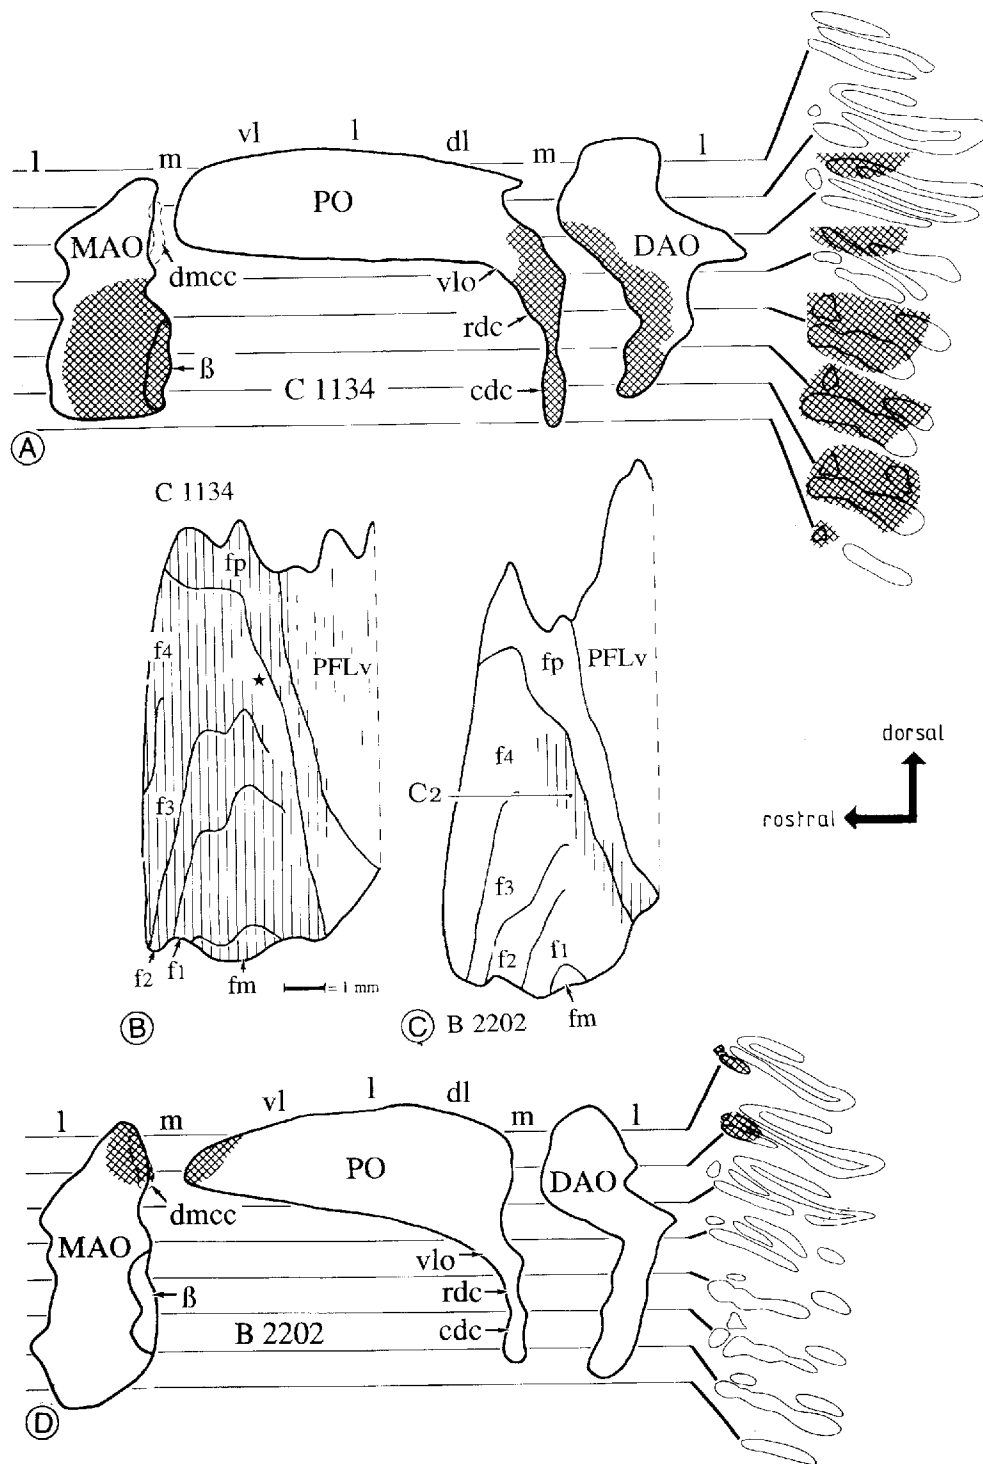 vl l dl
l m m l
PO
MAO DAO
dmcc
vlo
rdc
ß cdc
C 1134
A
C 1134
fp
f4 PFLv
f3
f2 f1 fm = 1 mm
B
fp PFLv
f4
C2
f3
f2 f1
fm
C B 2202
dorsal
rostral
vl l dl
l m m l
PO DAO
dmcc
MAO
vlo
ß rdc
B 2202 cdc
D